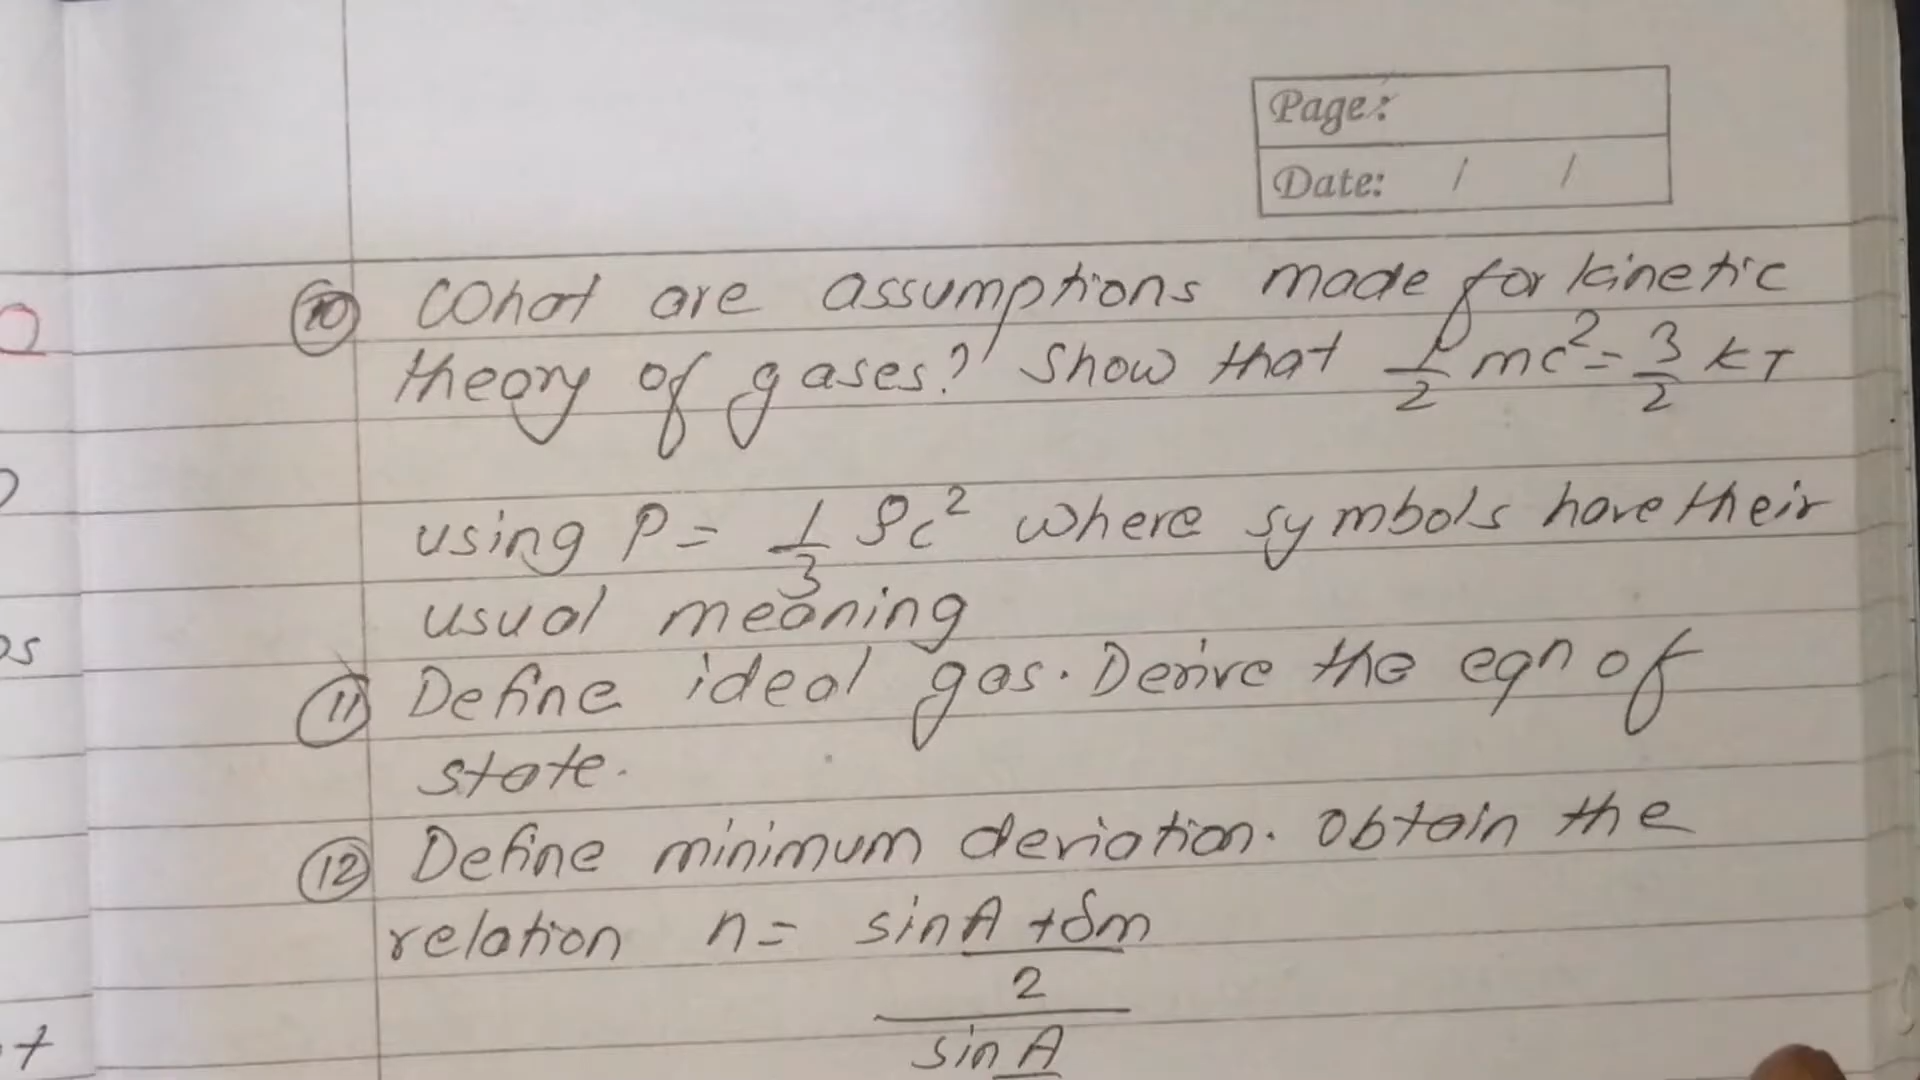 Page:
Date: / /
⑩ What are assumptions made for kinetic
theory of gases? Show that 1/2 mc² = 3/2 KT
using P = 1/3 ρc² where symbols have their
usual meaning
⑪ Define ideal gas. Derive the eqn of
state.
⑫ Define minimum deviation. Obtain the
relation n = sin A + δm
2
sin A
os